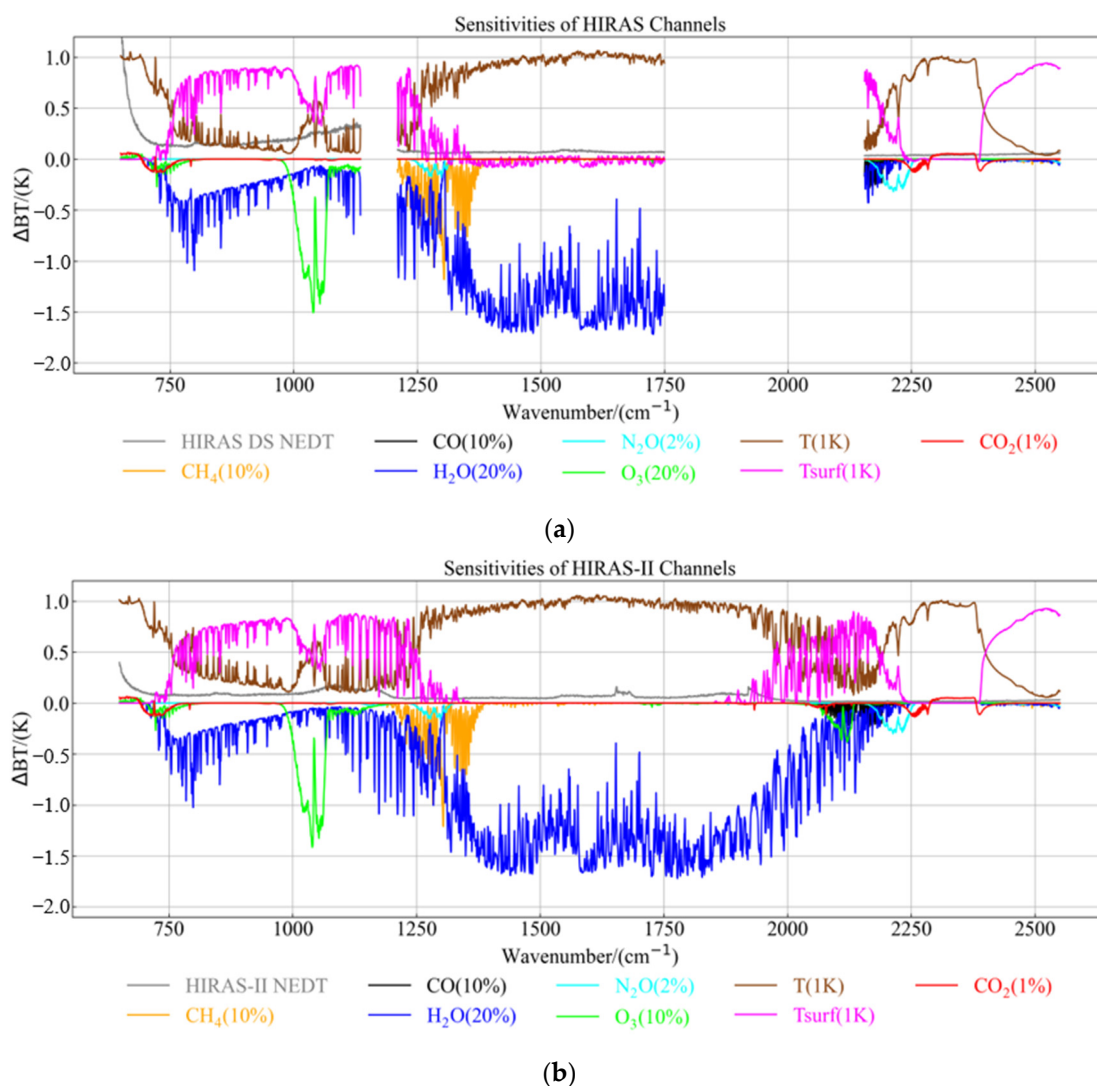 Sensitivities of HIRAS Channels
ΔBT/(K)
1.0
0.5
0.0
−0.5
−1.0
−1.5
−2.0
750 1000 1250 1500 1750 2000 2250 2500
Wavenumber/(cm⁻¹)
HIRAS DS NEDT CO(10%) N₂O(2%) T(1K) CO₂(1%)
CH₄(10%) H₂O(20%) O₃(20%) Tsurf(1K)
(a)
Sensitivities of HIRAS-II Channels
ΔBT/(K)
1.0
0.5
0.0
−0.5
−1.0
−1.5
−2.0
750 1000 1250 1500 1750 2000 2250 2500
Wavenumber/(cm⁻¹)
HIRAS-II NEDT CO(10%) N₂O(2%) T(1K) CO₂(1%)
CH₄(10%) H₂O(20%) O₃(10%) Tsurf(1K)
(b)